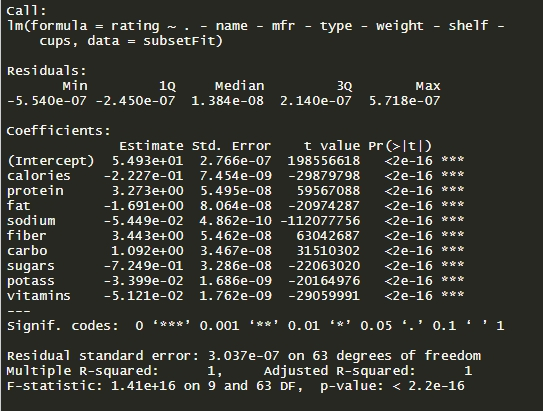 Call:
lm(formula = rating ~ . - name - mfr - type - weight - shelf -
    cups, data = subsetFit)
Residuals:
       Min         1Q     Median         3Q        Max
-5.540e-07 -2.450e-07  1.384e-08  2.140e-07  5.718e-07
Coefficients:
              Estimate Std. Error    t value Pr(>|t|)
(Intercept)  5.493e+01  2.766e-07  198556618   <2e-16 ***
calories    -2.227e-01  7.454e-09  -29879798   <2e-16 ***
protein      3.273e+00  5.495e-08   59567088   <2e-16 ***
fat         -1.691e+00  8.064e-08  -20974287   <2e-16 ***
sodium      -5.449e-02  4.862e-10 -112077756   <2e-16 ***
fiber        3.443e+00  5.462e-08   63042687   <2e-16 ***
carbo        1.092e+00  3.467e-08   31510302   <2e-16 ***
sugars      -7.249e-01  3.286e-08  -22063020   <2e-16 ***
potass      -3.399e-02  1.686e-09  -20164976   <2e-16 ***
vitamins    -5.121e-02  1.762e-09  -29059991   <2e-16 ***
---
Signif. codes:  0 ‘***’ 0.001 ‘**’ 0.01 ‘*’ 0.05 ‘.’ 0.1 ‘ ’ 1
Residual standard error: 3.037e-07 on 63 degrees of freedom
Multiple R-squared:      1,     Adjusted R-squared:      1
F-statistic: 1.41e+16 on 9 and 63 DF,  p-value: < 2.2e-16